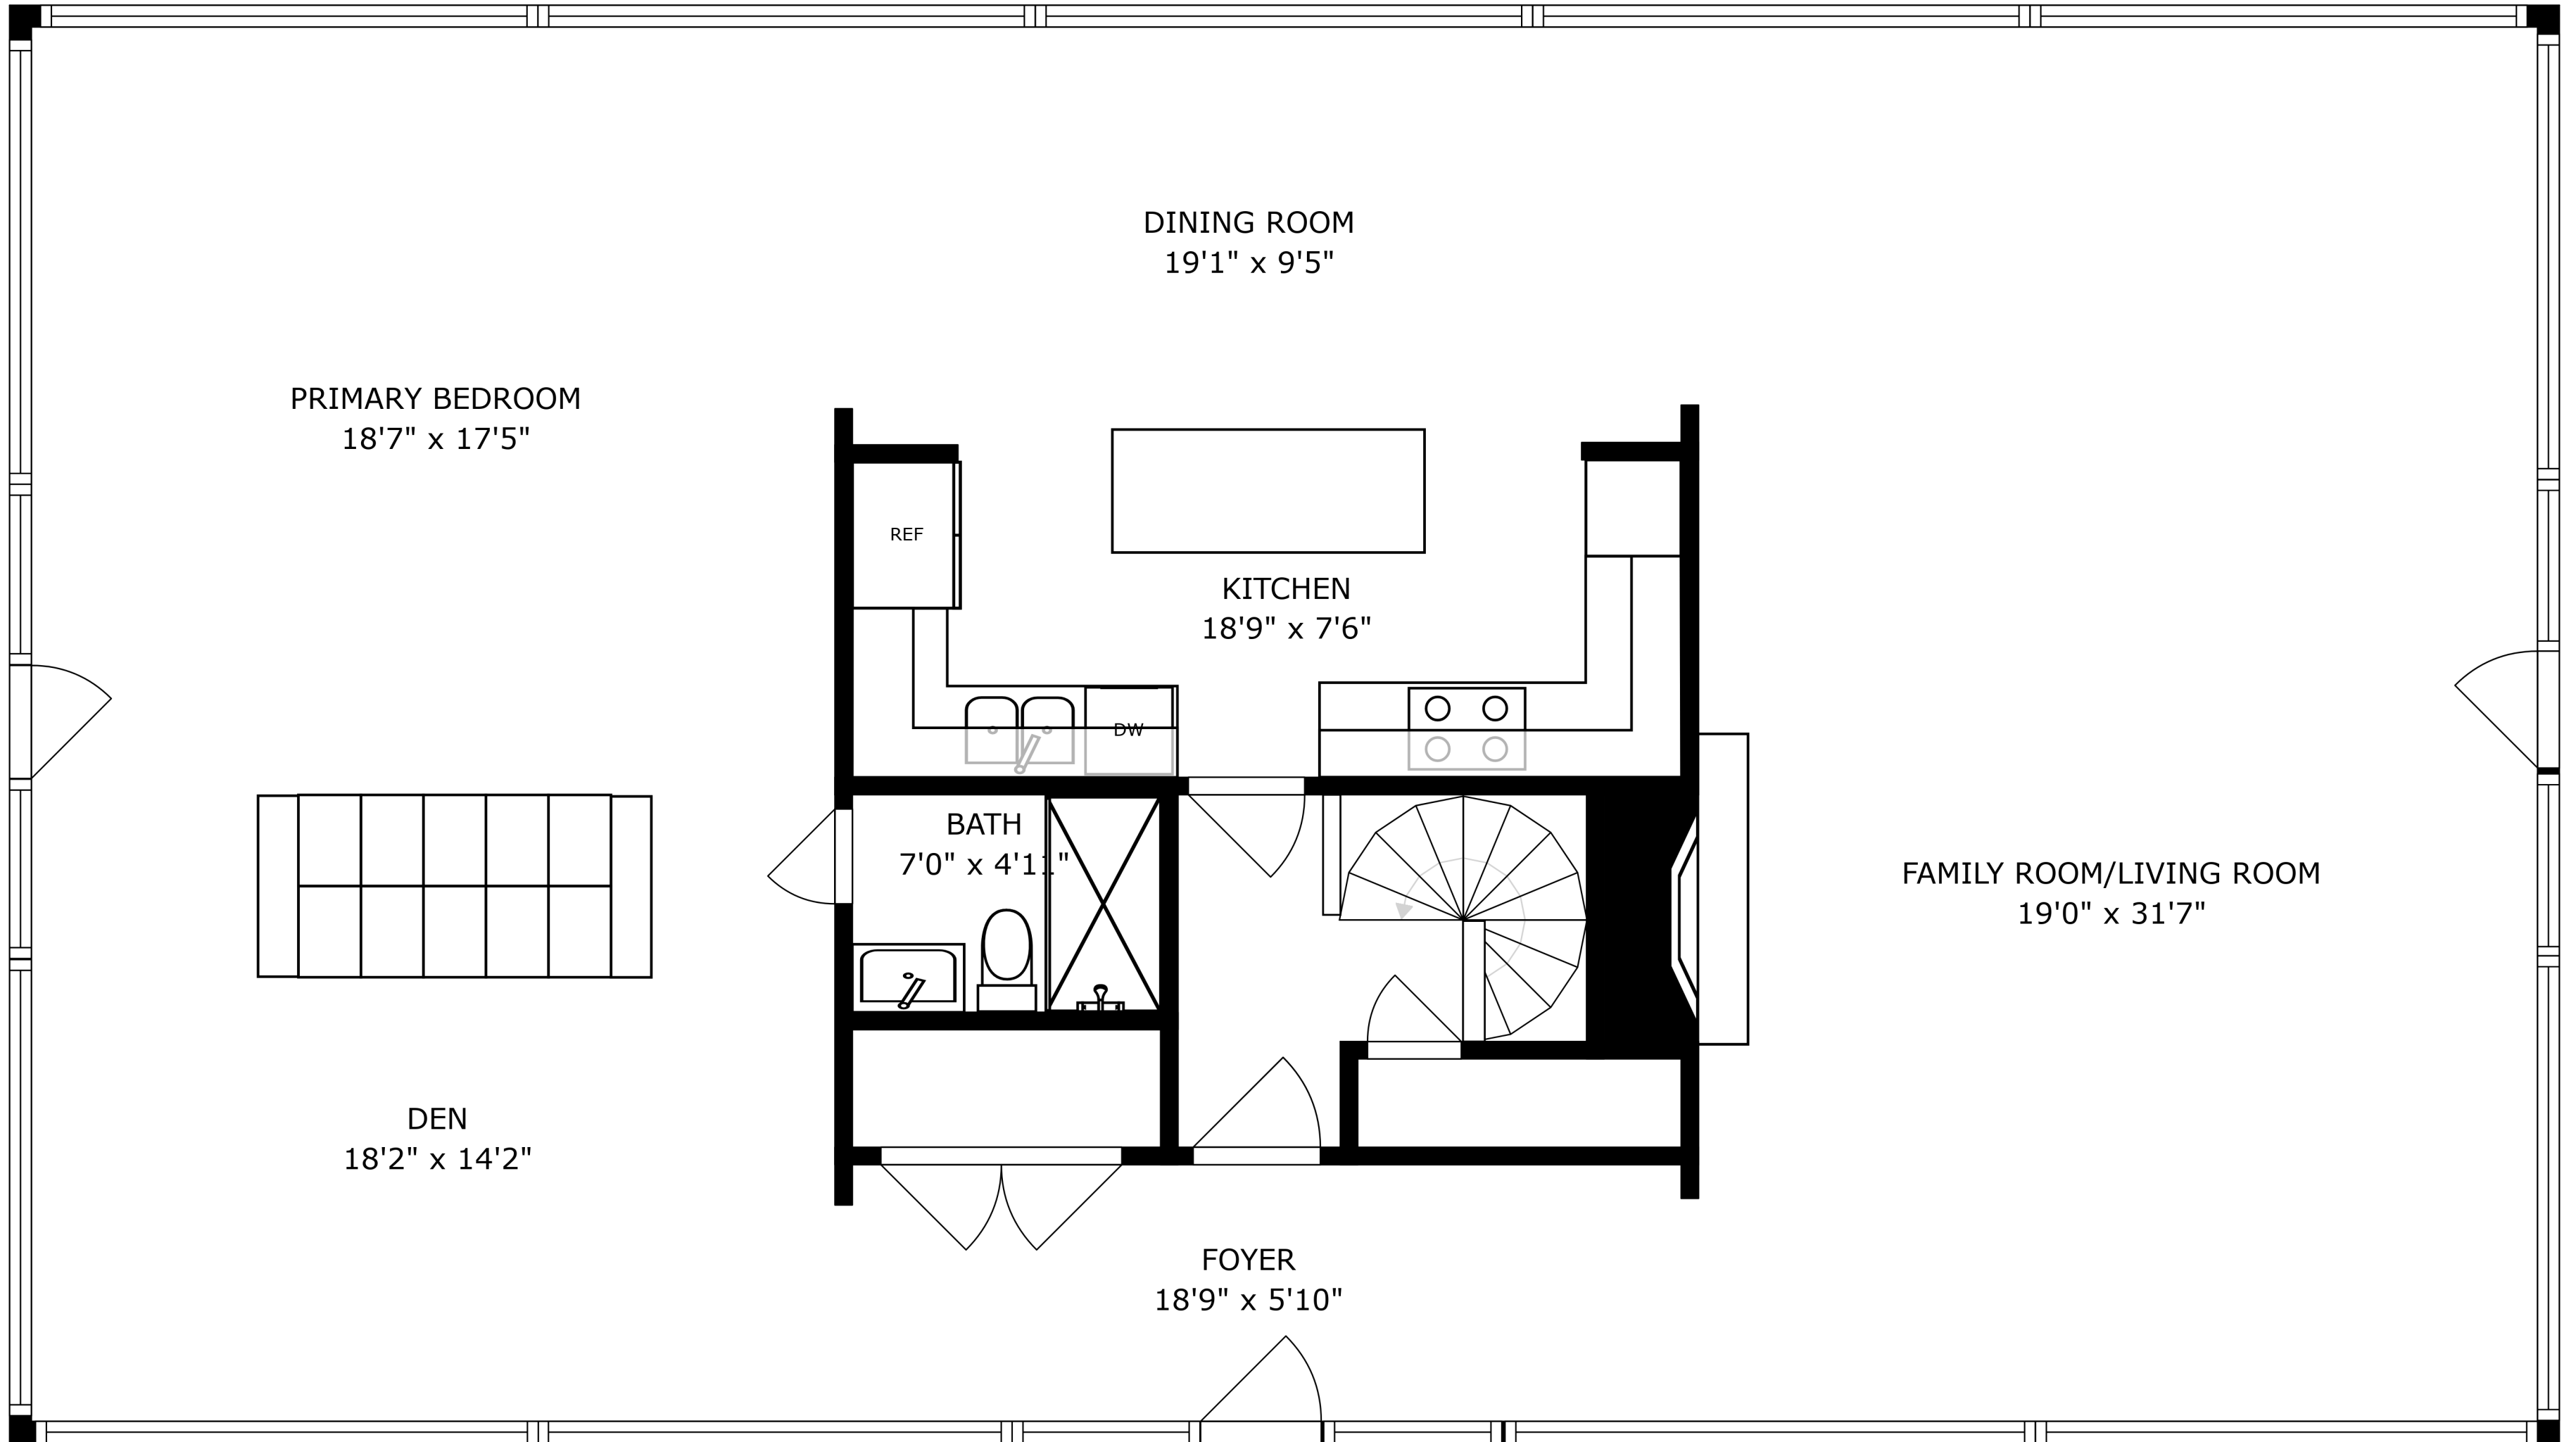 DINING ROOM
19'1" x 9'5"
PRIMARY BEDROOM
18'7" x 17'5"
REF
KITCHEN
18'9" x 7'6"
DW
BATH
7'0" x 4'11"
FAMILY ROOM/LIVING ROOM
19'0" x 31'7"
DEN
18'2" x 14'2"
FOYER
18'9" x 5'10"